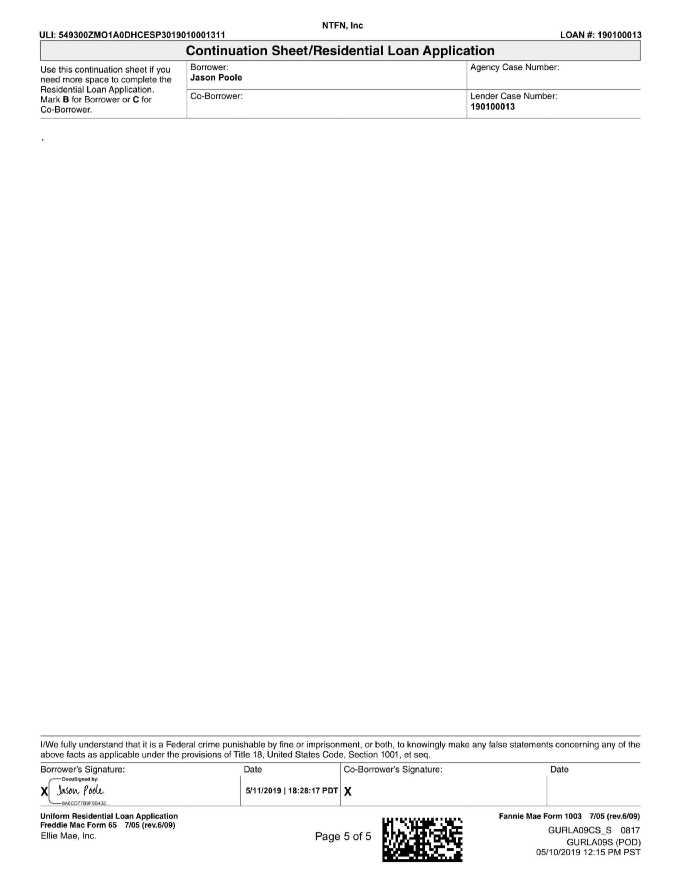 NTFN, Inc
ULI: 549300ZMO1A0DHCESP3019010001311 LOAN #: 190100013
Continuation Sheet/Residential Loan Application
Use this continuation sheet if you
need more space to complete the
Residential Loan Application.
Mark B for Borrower or C for
Co-Borrower.
Borrower:
Jason Poole
Agency Case Number:
Co-Borrower:
Lender Case Number:
190100013
.
I/We fully understand that it is a Federal crime punishable by fine or imprisonment, or both, to knowingly make any false statements concerning any of the
above facts as applicable under the provisions of Title 18, United States Code, Section 1001, et seq.
Borrower's Signature: Date Co-Borrower's Signature: Date
DocuSigned by:
X Jason Poole 5/11/2019 | 18:28:17 PDT X
Uniform Residential Loan Application
Freddie Mac Form 65 7/05 (rev.6/09)
Ellie Mae, Inc.
Page 5 of 5
Fannie Mae Form 1003 7/05 (rev.6/09)
GURLA09CS_S 0817
GURLA09S (POD)
05/10/2019 12:15 PM PST